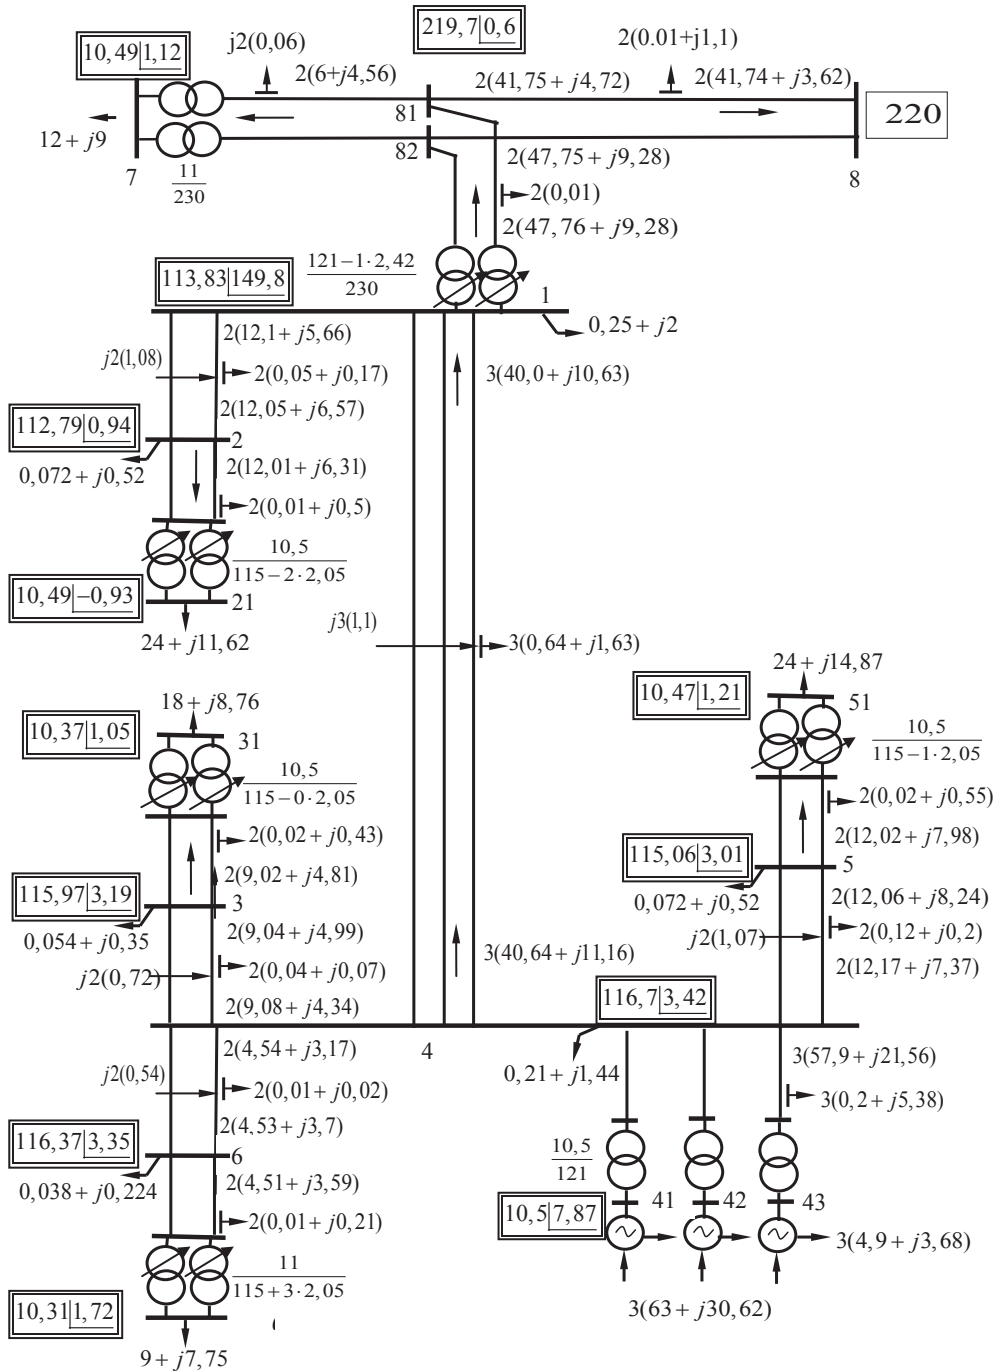 219,7 0,6
10,49 1,12
j2(0,06)
2(0.01+j1,1)
2(6+j4,56)
2(41,75+ j4,72)
2(41,74+ j3,62)
220
81
12+ j9
82
7
11
230
2(47,75+ j9,28)
8
2(0,01)
2(47,76+ j9,28)
113,83 149,8
121−1·2,42
230
1
0,25+ j2
2(12,1+ j5,66)
j2(1,08)
2(0,05+ j0,17)
3(40,0+ j10,63)
2(12,05+ j6,57)
112,79 0,94
2
0,072+ j0,52
2(12,01+ j6,31)
2(0,01+ j0,5)
10,5
115−2·2,05
10,49 −0,93
21
24+ j11,62
j3(1,1)
3(0,64+ j1,63)
24+ j14,87
10,47 1,21
51
18+ j8,76
10,37 1,05
31
10,5
115−1·2,05
10,5
115−0·2,05
2(0,02+ j0,55)
2(0,02+ j0,43)
2(12,02+ j7,98)
115,06 3,01
5
2(9,02+ j4,81)
115,97 3,19
3
0,072+ j0,52
2(12,06+ j8,24)
0,054+ j0,35
2(9,04+ j4,99)
j2(1,07)
2(0,12+ j0,2)
3(40,64+ j11,16)
j2(0,72)
2(0,04+ j0,07)
2(12,17+ j7,37)
116,7 3,42
2(9,08+ j4,34)
4
2(4,54+ j3,17)
3(57,9+ j21,56)
j2(0,54)
0,21+ j1,44
2(0,01+ j0,02)
3(0,2+ j5,38)
2(4,53+ j3,7)
116,37 3,35
6
10,5
121
0,038+ j0,224
2(4,51+ j3,59)
41
42
43
10,5 7,87
2(0,01+ j0,21)
3(4,9+ j3,68)
11
115+3·2,05
10,31 1,72
3(63+ j30,62)
9+ j7,75